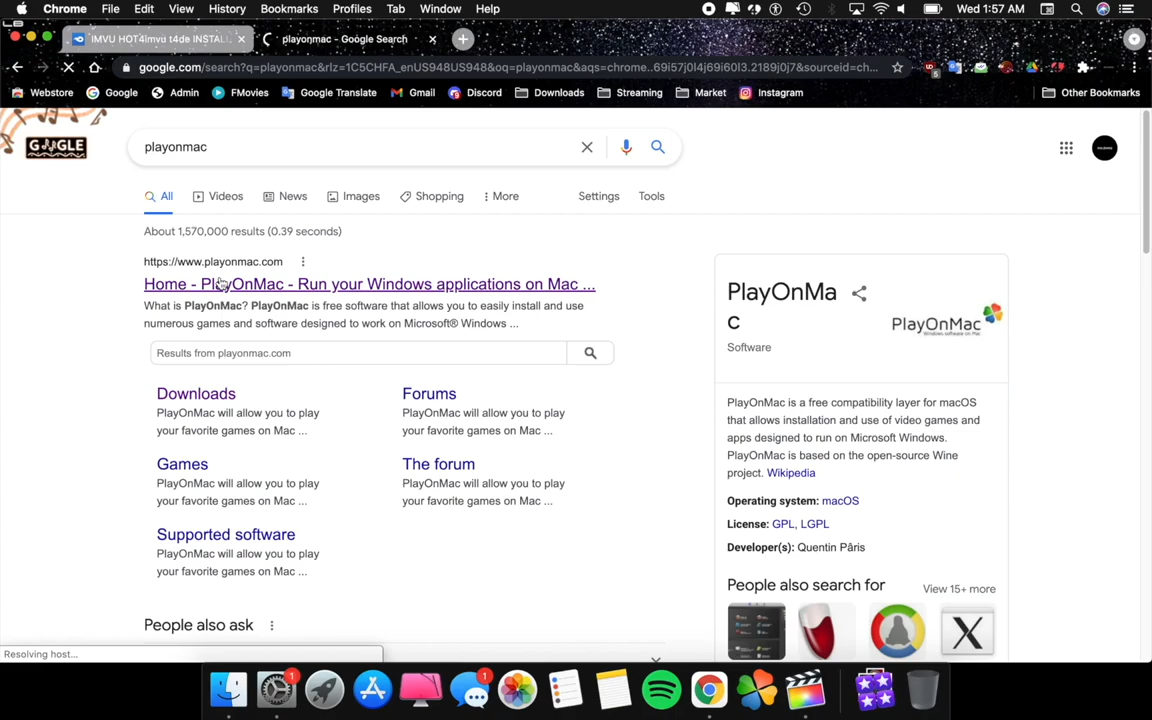 Chrome File Edit View History Bookmarks Profiles Tab Window Help Wed 1:57 AM
IMVU HOT4imvu t4da INSTALL playonmac - Google Search
google.com/search?q=playonmac&rlz=1C5CHFA_enUS948US948&oq=playonmac&aqs=chrome..69i57j0l4j69i60l3.2189j0j7&sourceid=ch... 5
Webstore Google Admin FMovies Google Translate Gmail Discord Downloads Streaming Market Instagram Other Bookmarks
playonmac
All Videos News Images Shopping More Settings Tools
About 1,570,000 results (0.39 seconds)
https://www.playonmac.com
Home - PlayOnMac - Run your Windows applications on Mac ...
What is PlayOnMac? PlayOnMac is free software that allows you to easily install and use
numerous games and software designed to work on Microsoft® Windows ...
Results from playonmac.com
Downloads
PlayOnMac will allow you to play
your favorite games on Mac ...
Forums
PlayOnMac will allow you to play
your favorite games on Mac ...
Games
PlayOnMac will allow you to play
your favorite games on Mac ...
The forum
PlayOnMac will allow you to play
your favorite games on Mac ...
Supported software
PlayOnMac will allow you to play
your favorite games on Mac ...
People also ask
PlayOnMa
c
Software
PlayOnMac
PlayOnMac is a free compatibility layer for macOS
that allows installation and use of video games and
apps designed to run on Microsoft Windows.
PlayOnMac is based on the open-source Wine
project. Wikipedia
Operating system: macOS
License: GPL, LGPL
Developer(s): Quentin Pâris
People also search for View 15+ more
Resolving host...
1 1